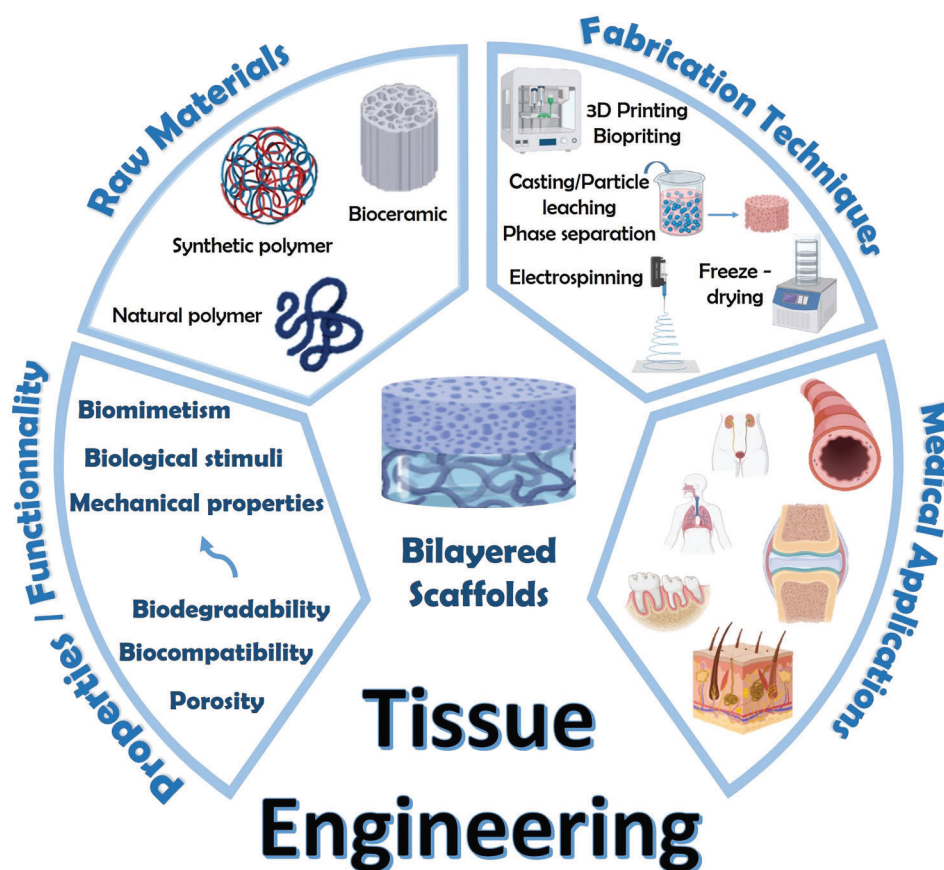 Raw Materials
Bioceramic
Synthetic polymer
Natural polymer
Fabrication Techniques
3D Printing
Biopriting
Casting/Particle
leaching
Phase separation
Electrospinning
Freeze -
drying
Properties / Functionnality
Biomimetism
Biological stimuli
Mechanical properties
Biodegradability
Biocompatibility
Porosity
Bilayered
Scaffolds
Medical Applications
Tissue
Engineering